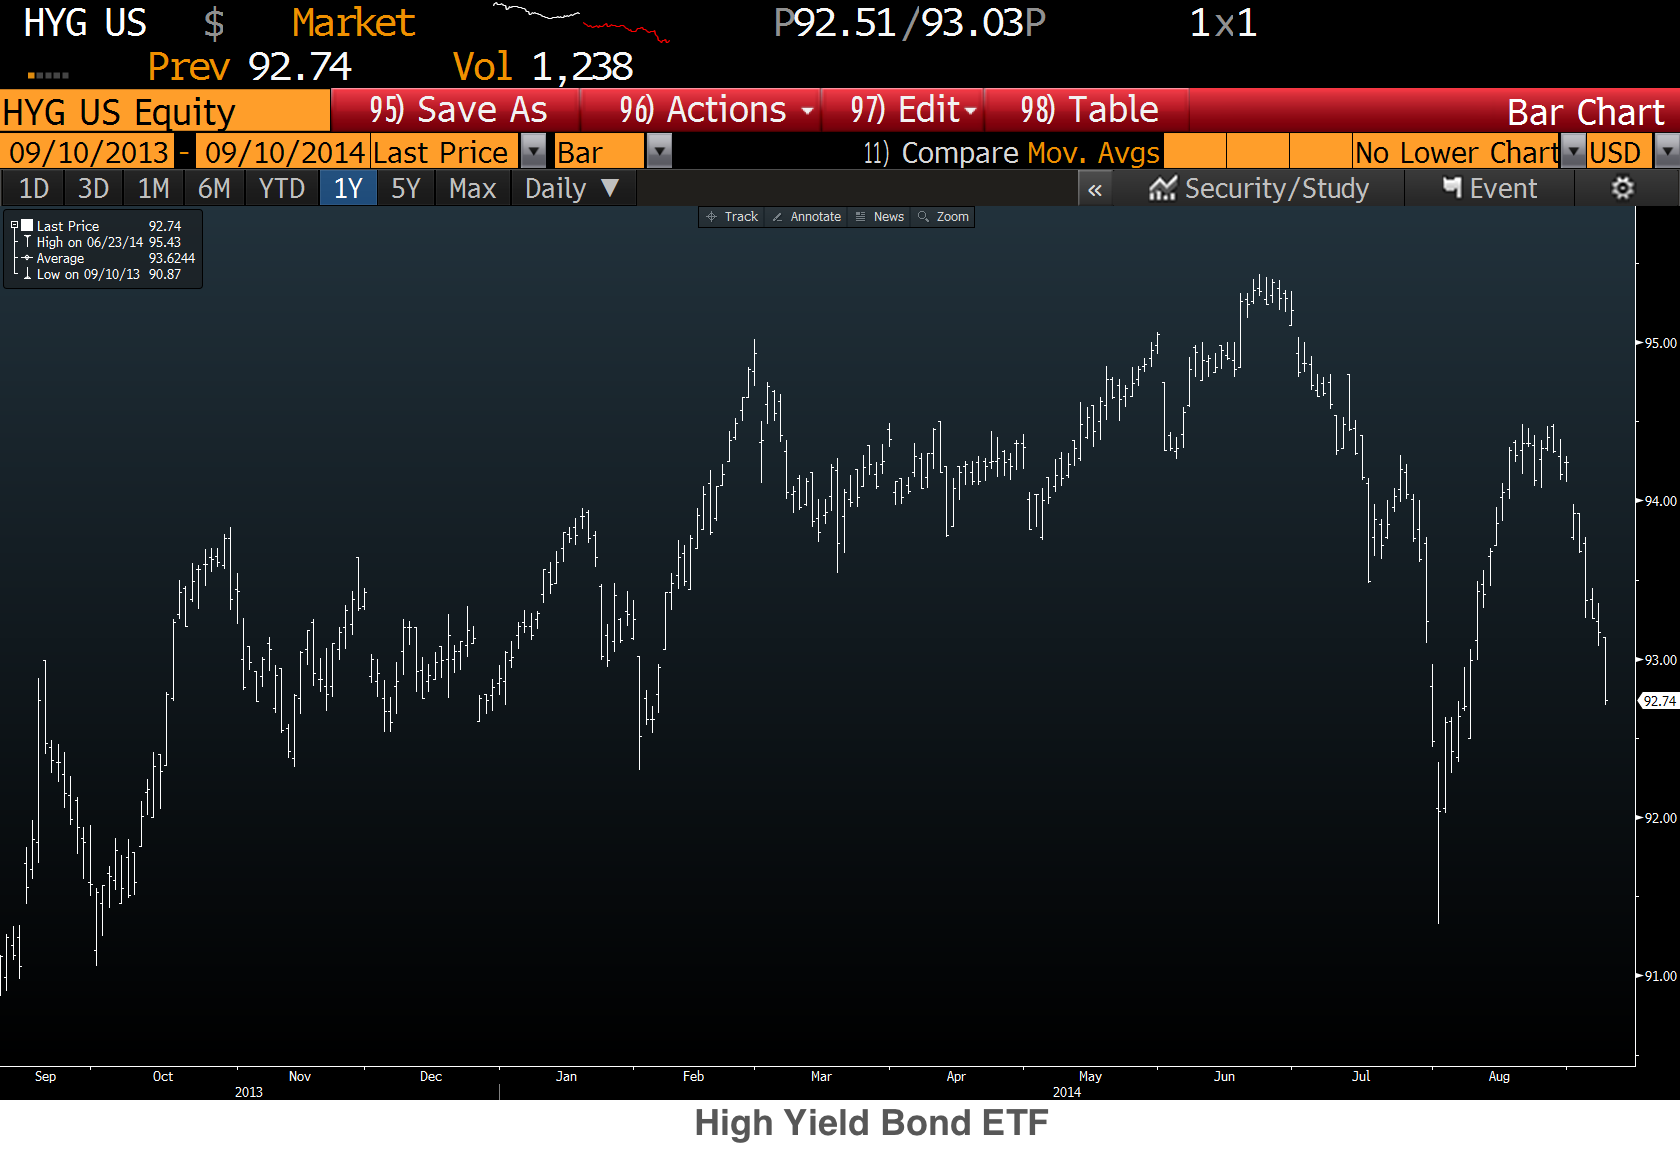 HYG US $ Market P92.51/93.03P 1x1
Prev 92.74 Vol 1,238
HYG US Equity 95) Save As 96) Actions 97) Edit 98) Table Bar Chart
09/10/2013 - 09/10/2014 Last Price Bar 11) Compare Mov. Avgs No Lower Chart USD
1D 3D 1M 6M YTD 1Y 5Y Max Daily ▼ « Security/Study Event
Track Annotate News Zoom
Last Price 92.74
High on 06/23/14 95.43
Average 93.6244
Low on 09/10/13 90.87
95.00
94.00
93.00
92.74
92.00
91.00
Sep Oct Nov Dec Jan Feb Mar Apr May Jun Jul Aug
2013 2014
High Yield Bond ETF